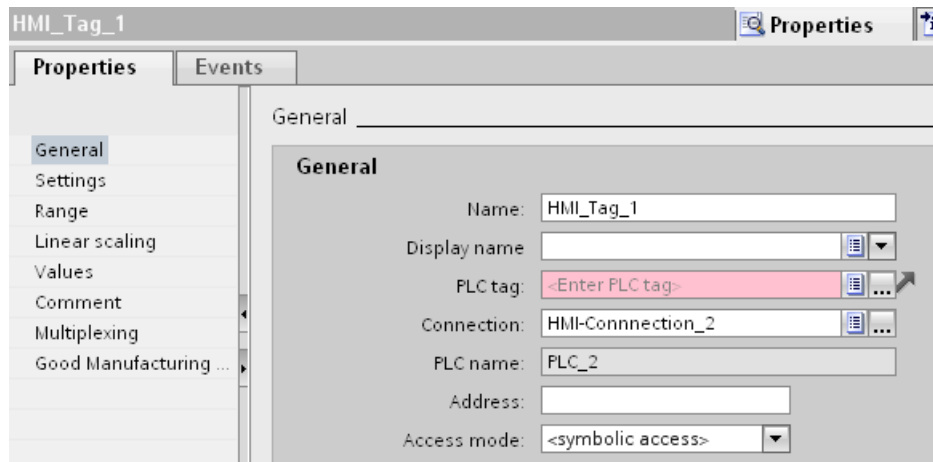 HMI_Tag_1
Properties
Properties
Events
General
General
Settings
Range
Linear scaling
Values
Comment
Multiplexing
Good Manufacturing ...
General
Name:
HMI_Tag_1
Display name
PLC tag:
<Enter PLC tag>
...
Connection:
HMI-Connnection_2
...
PLC name:
PLC_2
Address:
Access mode:
<symbolic access>